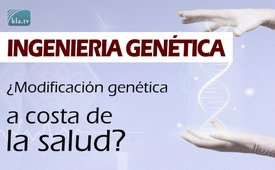 kla.tv
INGENIERIA GENÉTICA
¿Modificación genética
a costa de
la salud?